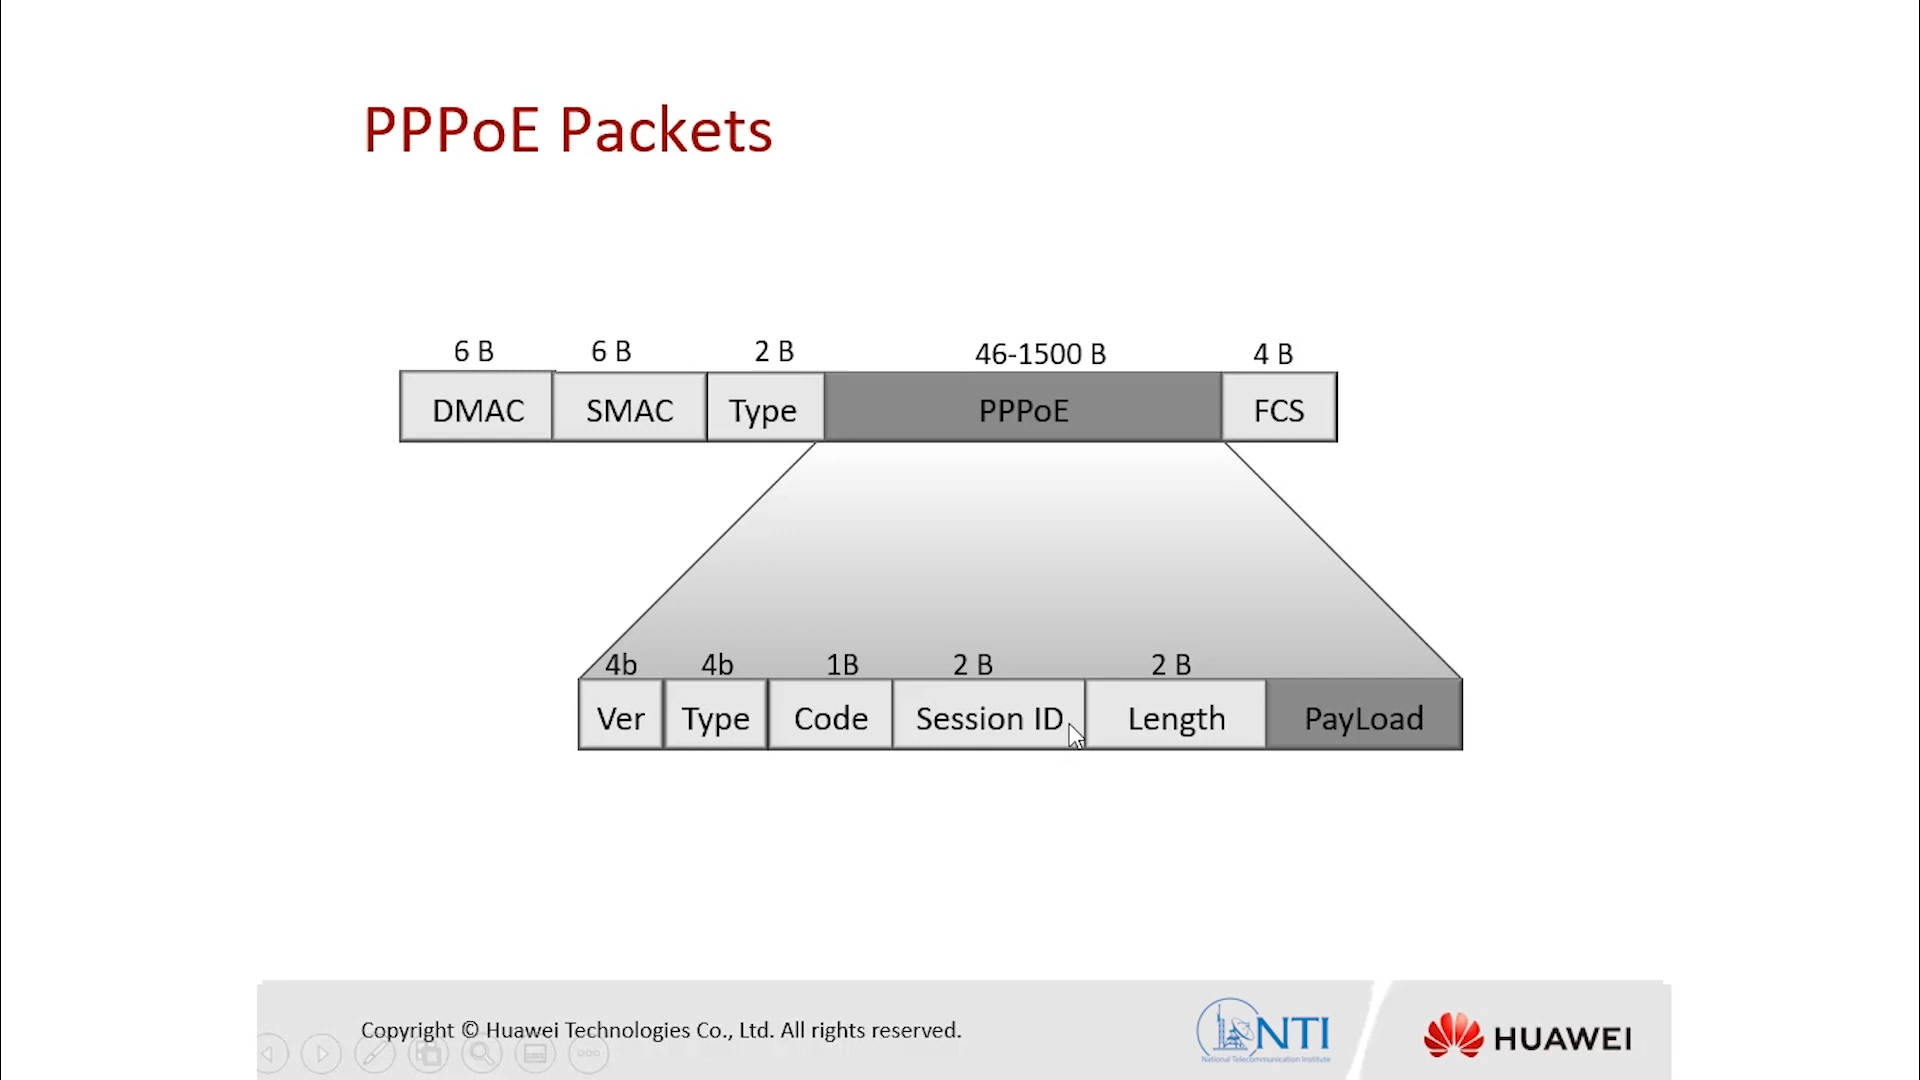 PPPoE Packets
6 B 6 B 2 B 46-1500 B 4 B
DMAC SMAC Type PPPoE FCS
4b 4b 1B 2 B 2 B
Ver Type Code Session ID Length PayLoad
Copyright © Huawei Technologies Co., Ltd. All rights reserved.
NTI
National Telecommunication Institute
HUAWEI